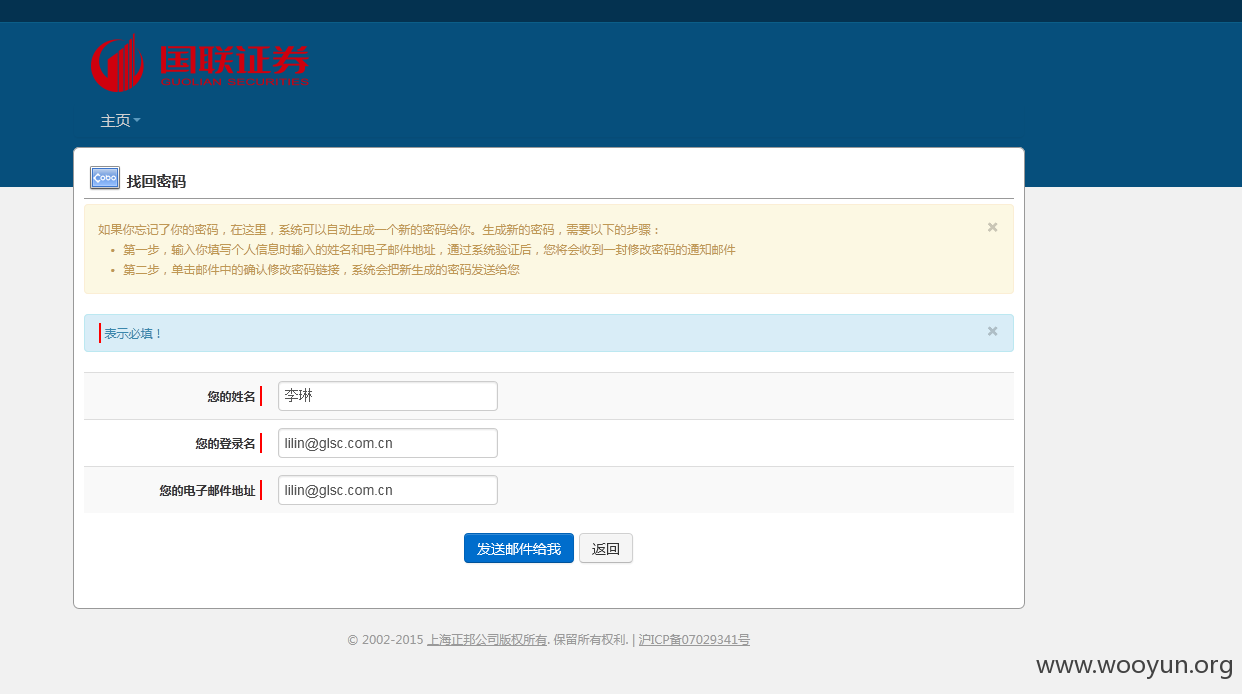 国联证券
GUOLIAN SECURITIES
主页
Cobo
找回密码
如果你忘记了你的密码，在这里，系统可以自动生成一个新的密码给你。生成新的密码，需要以下的步骤：
• 第一步，输入你填写个人信息时输入的姓名和电子邮件地址，通过系统验证后，您将会收到一封修改密码的通知邮件
• 第二步，单击邮件中的确认修改密码链接，系统会把新生成的密码发送给您
表示必填！
您的姓名 李琳
您的登录名 lilin@glsc.com.cn
您的电子邮件地址 lilin@glsc.com.cn
发送邮件给我 返回
© 2002-2015 上海正邦公司版权所有. 保留所有权利. | 沪ICP备07029341号
www.wooyun.org